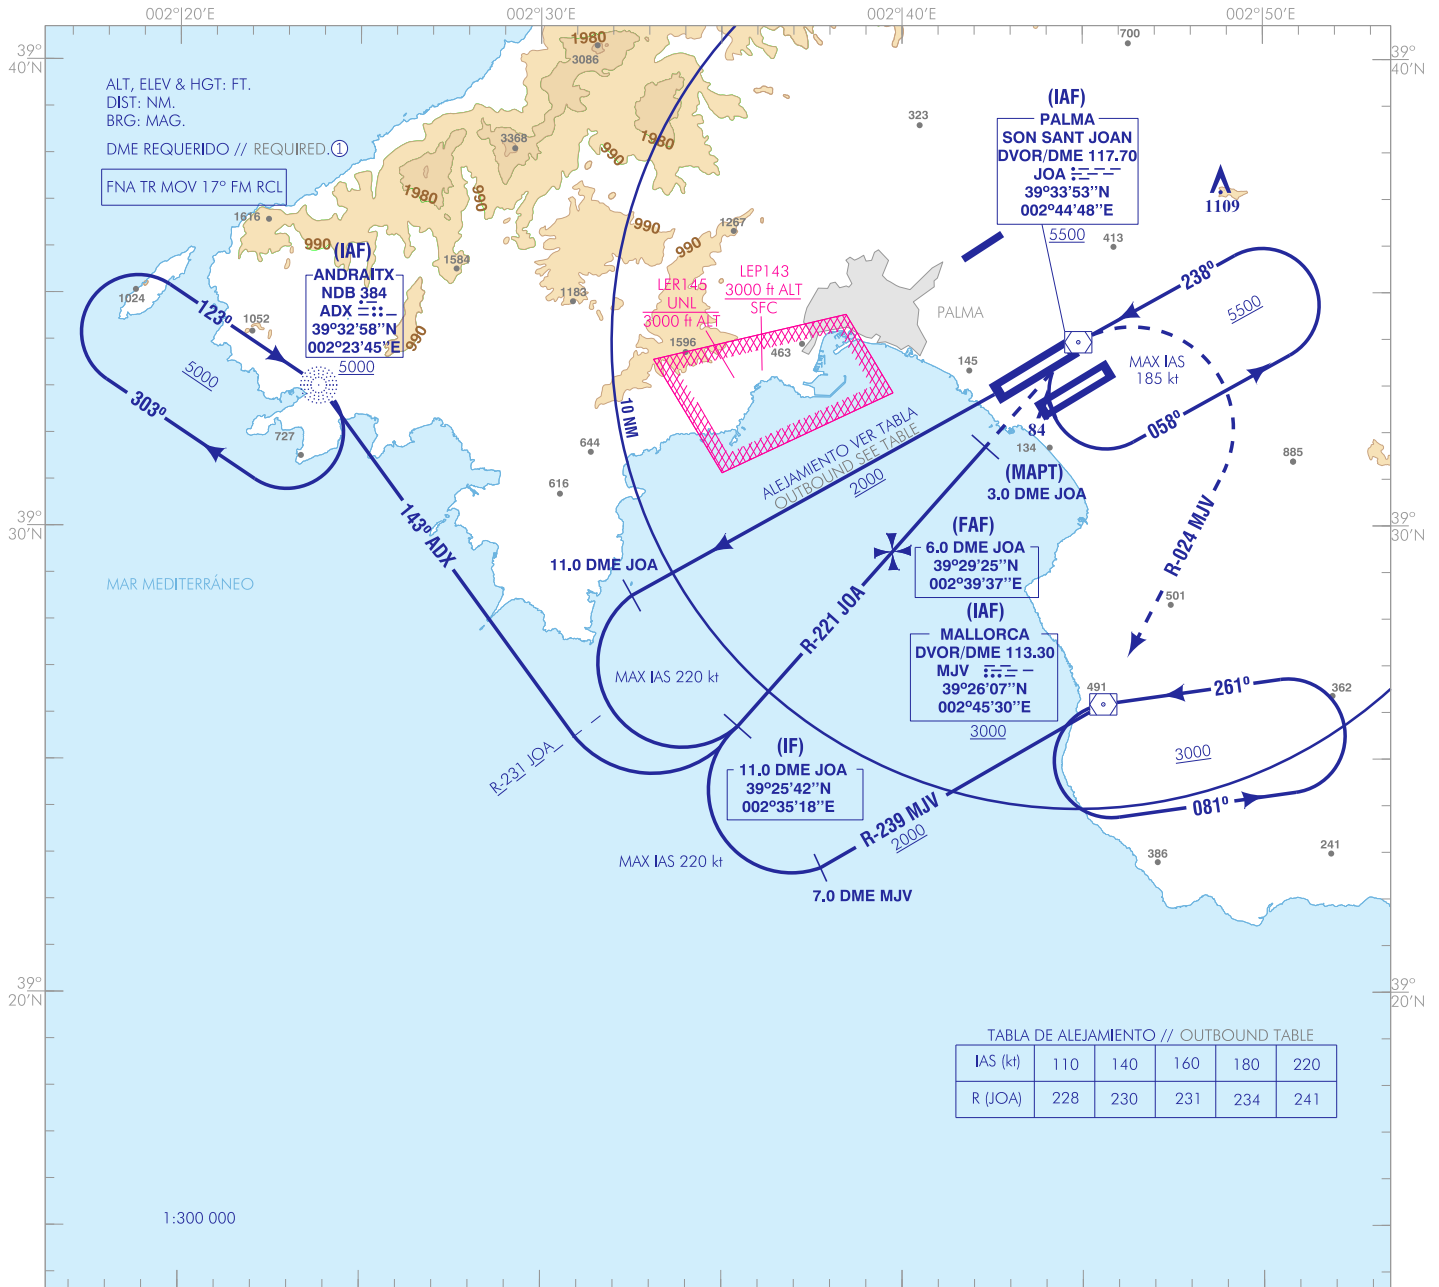 002°20'E
002°30'E
002°40'E
002°50'E
39°
40'N
39°
40'N
ALT, ELEV & HGT: FT.
DIST: NM.
BRG: MAG.
DME REQUERIDO // REQUIRED. 1
FNA TR MOV 17º FM RCL
1980
3086
3368
1980
1980
990
990
990
990
990
990
1616
1584
1267
1183
1024
1052
1596
463
323
700
413
145
134
84
885
501
491
362
386
241
727
644
616
1109
(IAF)
ANDRAITX
NDB 384
ADX
39°32'58''N
002°23'45''E
5000
(IAF)
PALMA
SON SANT JOAN
DVOR/DME 117.70
JOA
39°33'53''N
002°44'48''E
5500
LER145
UNL
3000 ft ALT
LEP143
3000 ft ALT
SFC
PALMA
123º
5000
303º
238º
5500
058º
MAX IAS
185 kt
10 NM
ALEJAMIENTO VER TABLA
OUTBOUND SEE TABLE
2000
(MAPT)
3.0 DME JOA
R-024 MJV
143º ADX
11.0 DME JOA
(FAF)
6.0 DME JOA
39°29'25''N
002°39'37''E
R-221 JOA
39°
30'N
39°
30'N
MAR MEDITERRÁNEO
(IAF)
MALLORCA
DVOR/DME 113.30
MJV
39°26'07''N
002°45'30''E
3000
MAX IAS 220 kt
261º
3000
081º
R-231 JOA
(IF)
11.0 DME JOA
39°25'42''N
002°35'18''E
R-239 MJV
2000
MAX IAS 220 kt
7.0 DME MJV
39°
20'N
39°
20'N
TABLA DE ALEJAMIENTO // OUTBOUND TABLE
IAS (kt) 110 140 160 180 220
R (JOA) 228 230 231 234 241
1:300 000